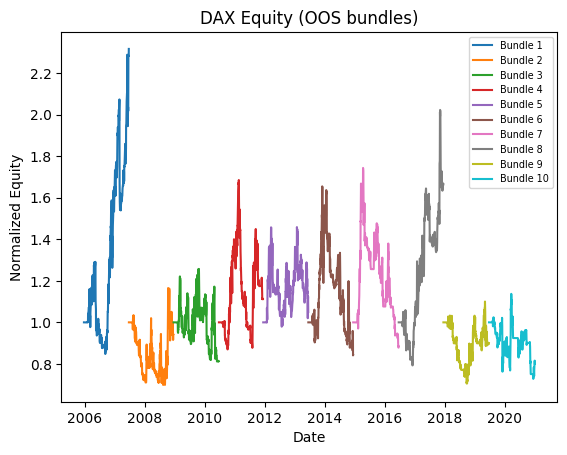 DAX Equity (OOS bundles)
Normalized Equity
2.2
2.0
1.8
1.6
1.4
1.2
1.0
0.8
Bundle 1
Bundle 2
Bundle 3
Bundle 4
Bundle 5
Bundle 6
Bundle 7
Bundle 8
Bundle 9
Bundle 10
2006 2008 2010 2012 2014 2016 2018 2020
Date